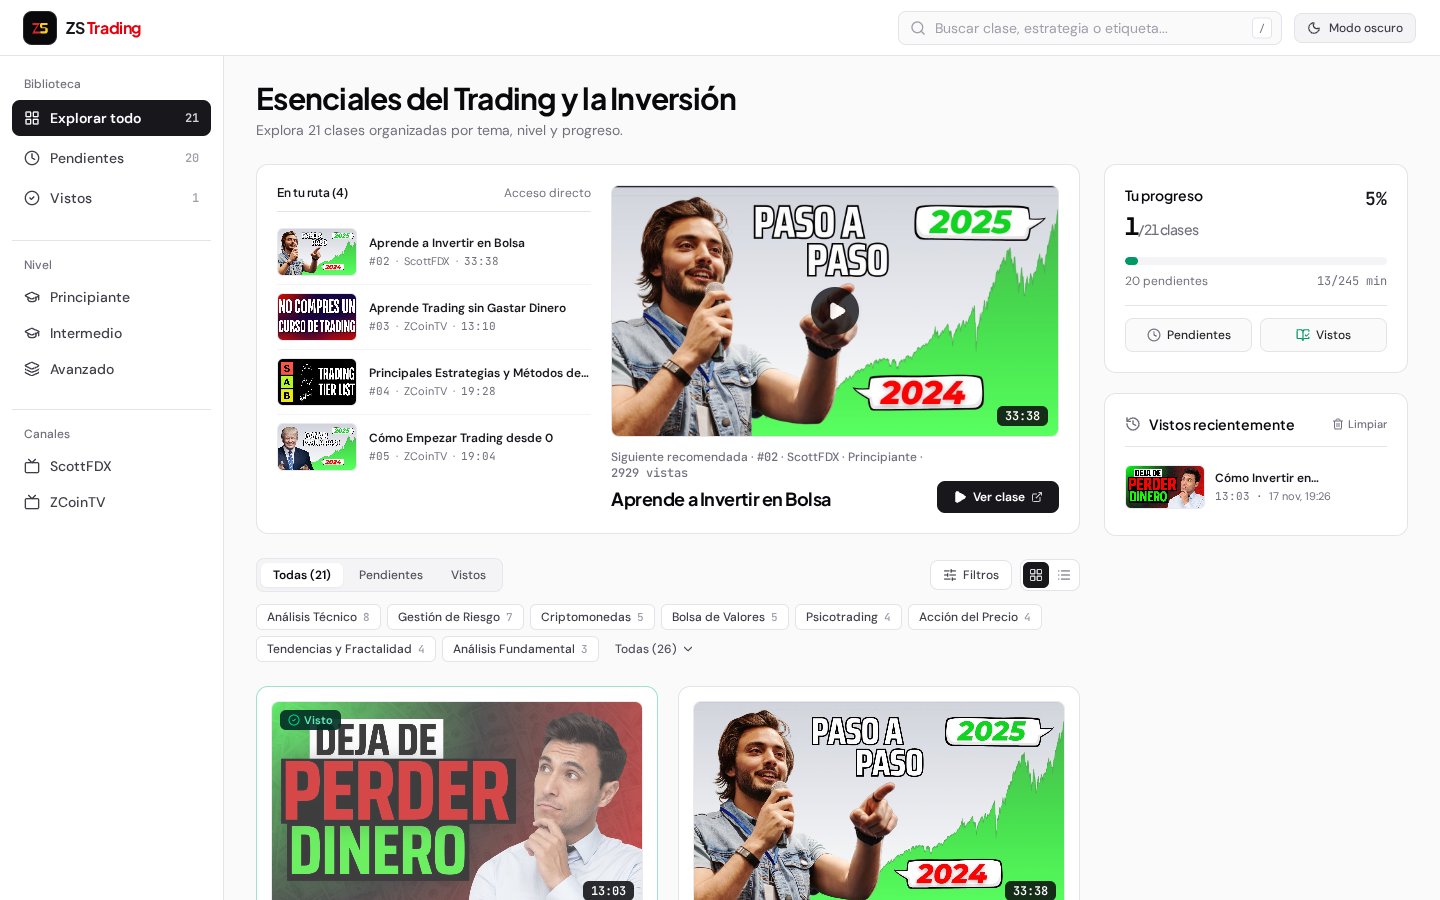 ZS
ZS Trading
Buscar clase, estrategia o etiqueta...
/
Modo oscuro
Biblioteca
Explorar todo 21
Pendientes 20
Vistos 1
Nivel
Principiante
Intermedio
Avanzado
Canales
ScottFDX
ZCoinTV
Esenciales del Trading y la Inversión
Explora 21 clases organizadas por tema, nivel y progreso.
En tu ruta (4)
Acceso directo
2025
2024
Aprende a Invertir en Bolsa
#02 · ScottFDX · 33:38
NO COMPRES UN
CURSO DE TRADING
Aprende Trading sin Gastar Dinero
#03 · ZCoinTV · 13:10
S
A
B
TRADING
TIER LIST
Principales Estrategias y Métodos de...
#04 · ZCoinTV · 19:28
2025
2024
Cómo Empezar Trading desde 0
#05 · ZCoinTV · 19:04
PASO A
PASO
2025
2024
33:38
Siguiente recomendada · #02 · ScottFDX · Principiante ·
2929 vistas
Aprende a Invertir en Bolsa
Ver clase
Tu progreso
5%
1/21 clases
20 pendientes
13/245 min
Pendientes
Vistos
Vistos recientemente
Limpiar
DEJA DE
PERDER
DINERO
Cómo Invertir en...
13:03 · 17 nov, 19:26
Todas (21)
Pendientes
Vistos
Filtros
Análisis Técnico 8
Gestión de Riesgo 7
Criptomonedas 5
Bolsa de Valores 5
Psicotrading 4
Acción del Precio 4
Tendencias y Fractalidad 4
Análisis Fundamental 3
Todas (26)
Visto
DEJA DE
PERDER
DINERO
13:03
PASO A
PASO
2025
2024
33:38